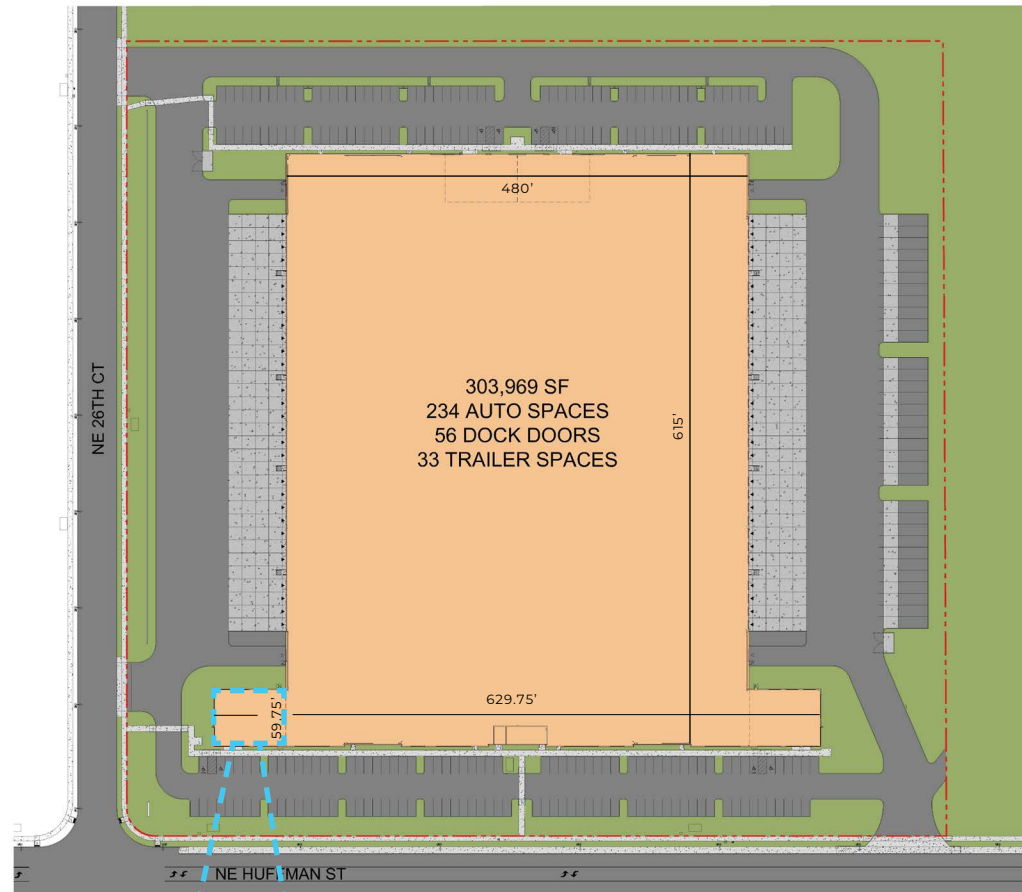 480'
NE 26TH CT
303,969 SF
234 AUTO SPACES
56 DOCK DOORS
33 TRAILER SPACES
615'
629.75'
59.75'
NE HUFFMAN ST